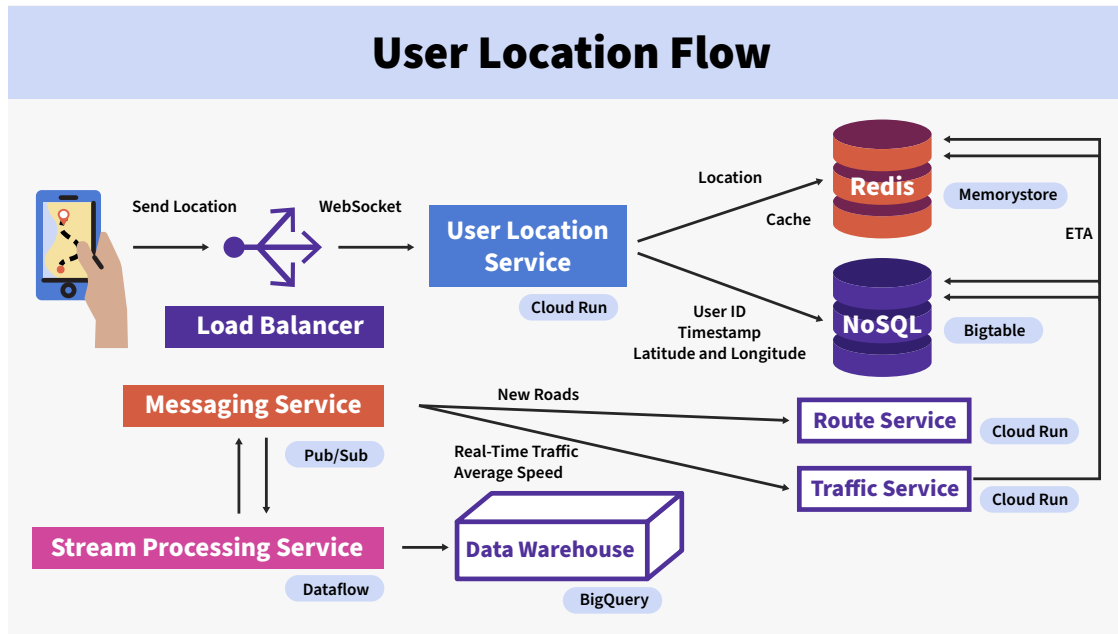 User Location Flow
Send Location
WebSocket
Load Balancer
User Location
Service
Cloud Run
Location
Cache
User ID
Timestamp
Latitude and Longitude
Redis
Memorystore
ETA
NoSQL
Bigtable
Messaging Service
Pub/Sub
New Roads
Real-Time Traffic
Average Speed
Route Service
Cloud Run
Traffic Service
Cloud Run
Stream Processing Service
Dataflow
Data Warehouse
BigQuery